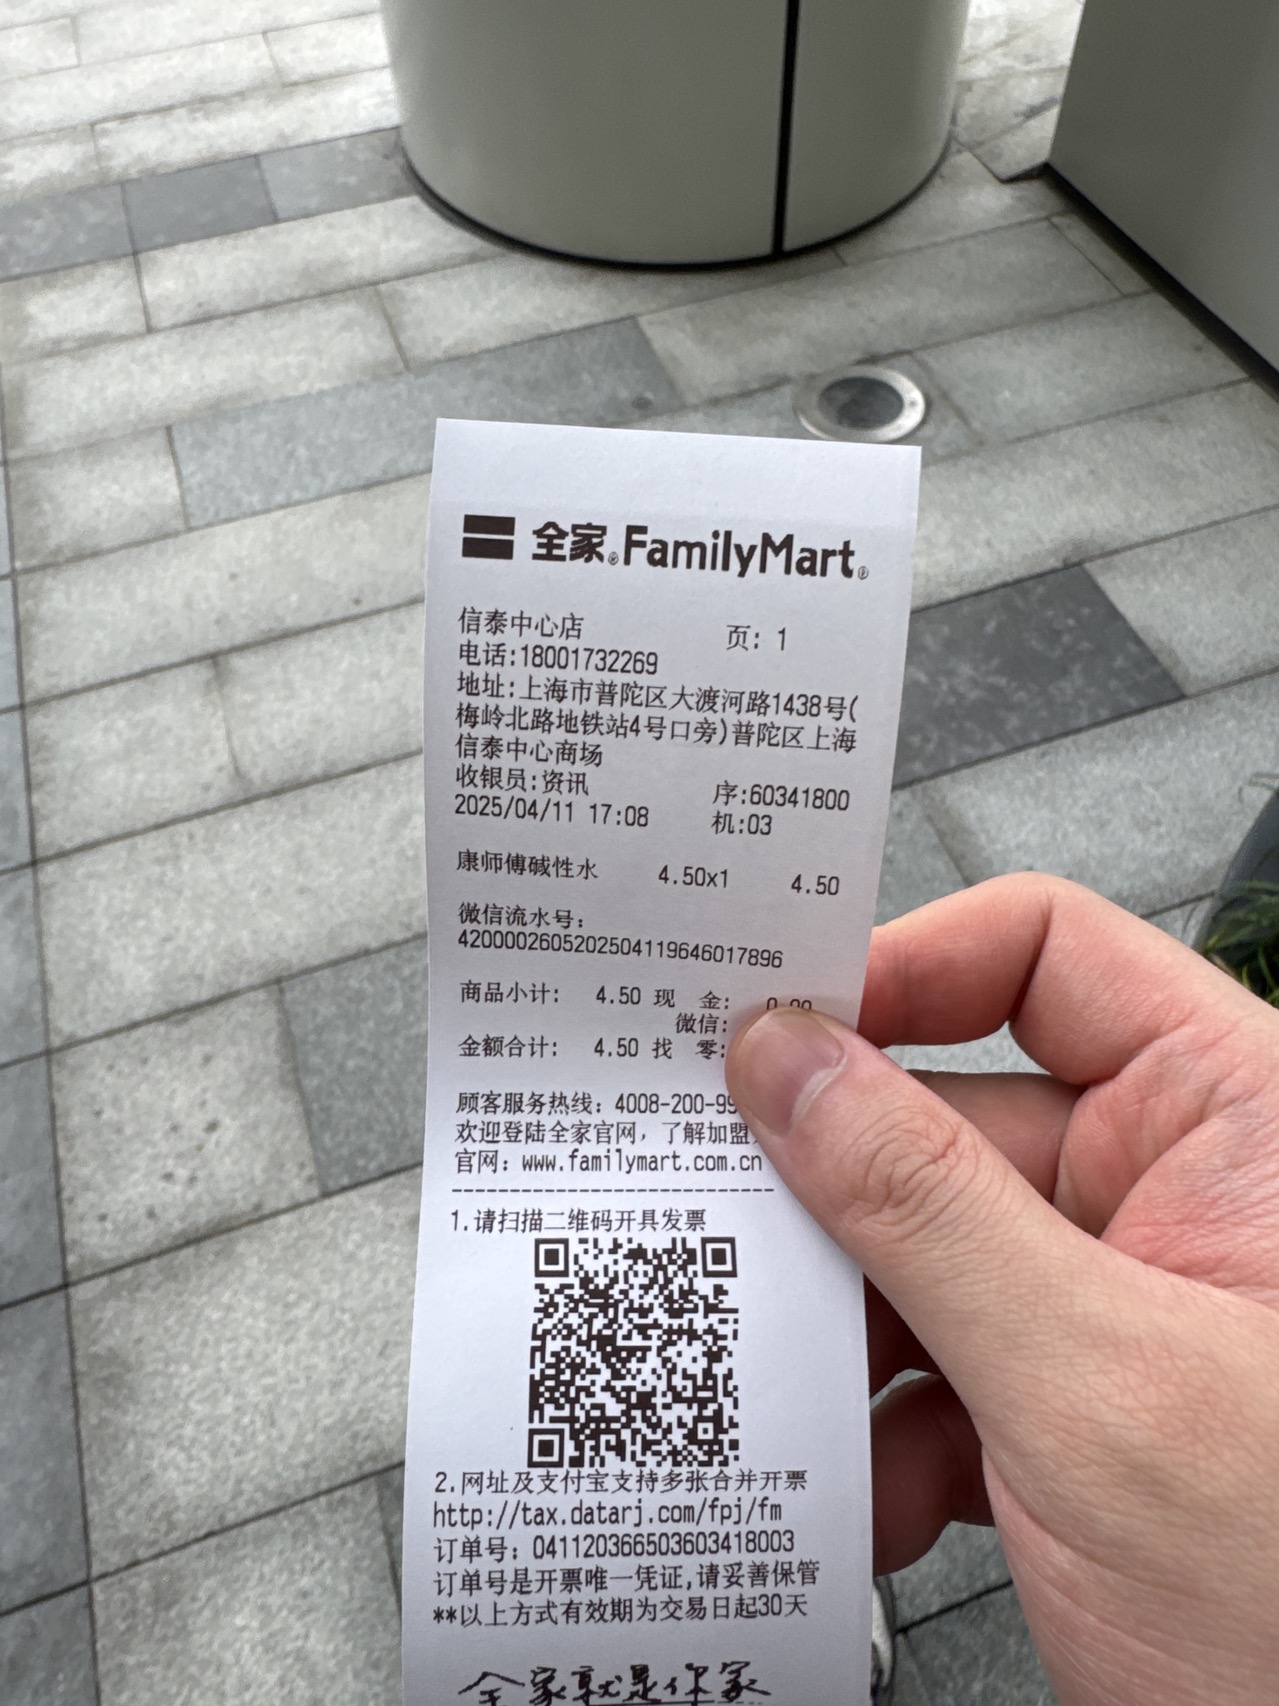 全家®FamilyMart®
信泰中心店 页: 1
电话:18001732269
地址:上海市普陀区大渡河路1438号(
梅岭北路地铁站4号口旁)普陀区上海
信泰中心商场
收银员:资讯 序:60341800
2025/04/11 17:08 机:03
康师傅碱性水 4.50x1 4.50
微信流水号:
4200002605202504119646017896
商品小计: 4.50 现 金: 0.00
微信:
金额合计: 4.50 找 零:
顾客服务热线: 4008-200-99
欢迎登陆全家官网, 了解加盟
官网: www.familymart.com.cn
1.请扫描二维码开具发票
2.网址及支付宝支持多张合并开票
http://tax.datarj.com/fpj/fm
订单号: 041120366503603418003
订单号是开票唯一凭证,请妥善保管
**以上方式有效期为交易日起30天
全家就是你家